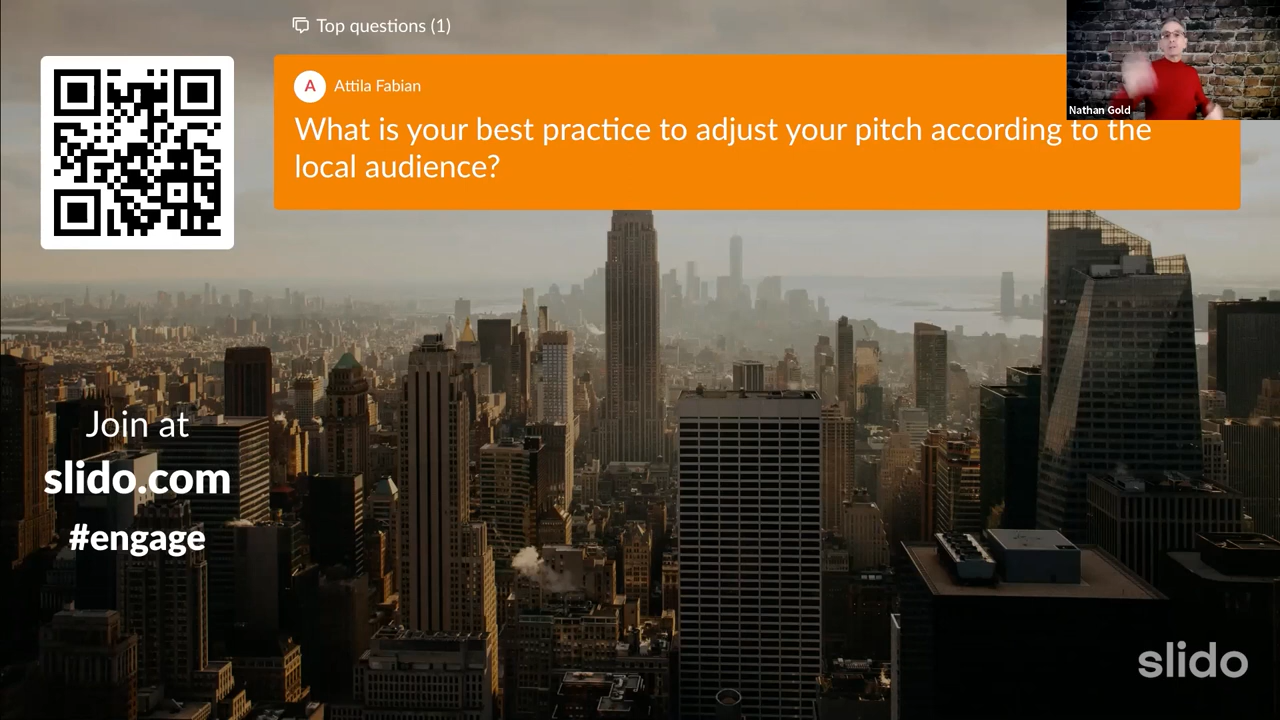 Top questions (1)
A Attila Fabian
What is your best practice to adjust your pitch according to the
local audience?
Nathan Gold
Join at
slido.com
#engage
slido